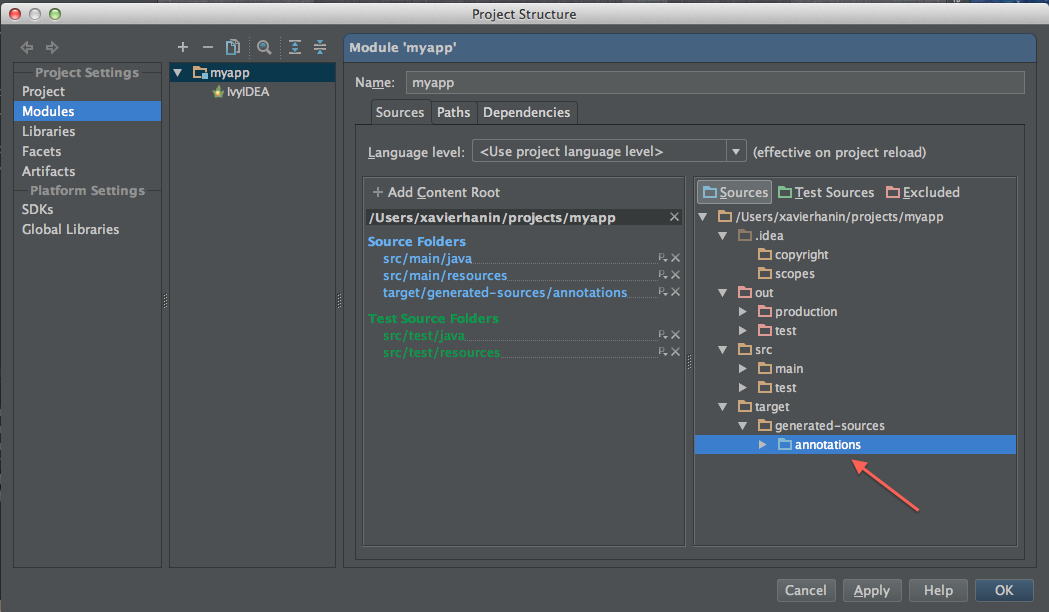 Project Structure
Project Settings
Project
Modules
Libraries
Facets
Artifacts
Platform Settings
SDKs
Global Libraries
myapp
IvyIDEA
Module 'myapp'
Name: myapp
Sources Paths Dependencies
Language level: <Use project language level> (effective on project reload)
+ Add Content Root
/Users/xavierhanin/projects/myapp
Source Folders
src/main/java
src/main/resources
target/generated-sources/annotations
Test Source Folders
src/test/java
src/test/resources
Sources Test Sources Excluded
/Users/xavierhanin/projects/myapp
.idea
copyright
scopes
out
production
test
src
main
test
target
generated-sources
annotations
Cancel Apply Help OK